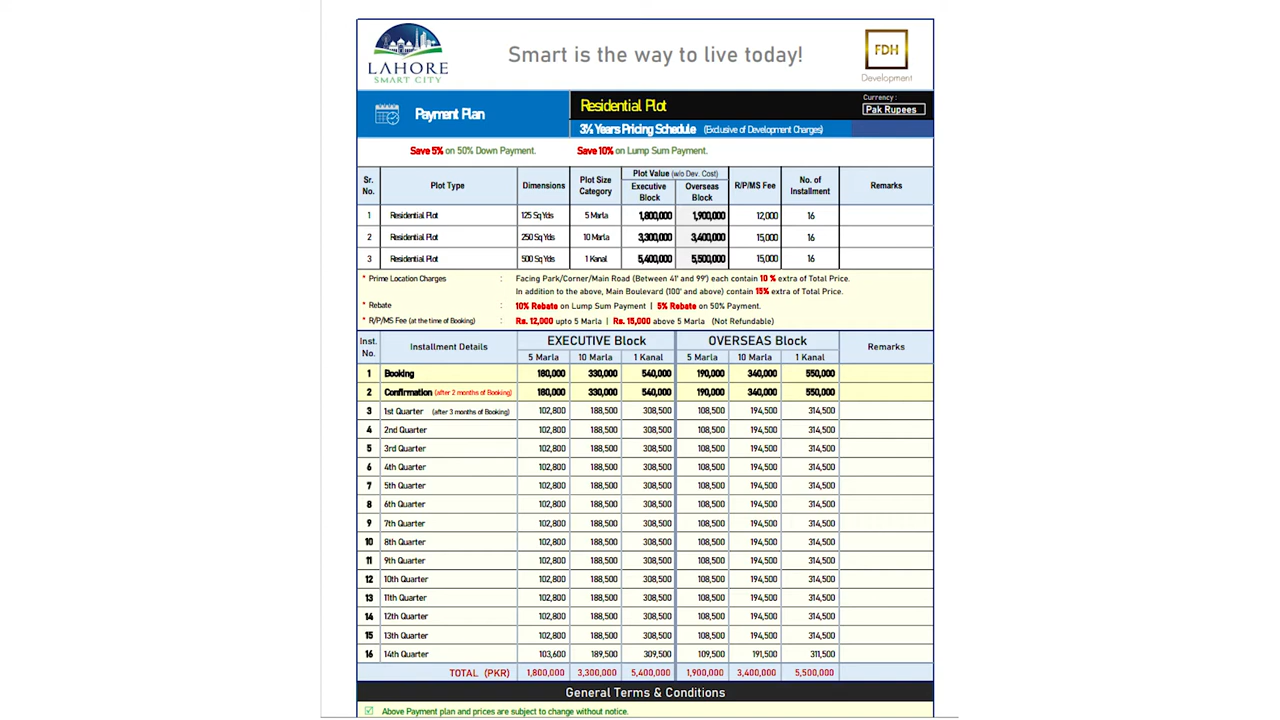 LAHORE
SMART CITY
Smart is the way to live today!
FDH
Development
Payment Plan
Residential Plot
Currency :
Pak Rupees
3½ Years Pricing Schedule (Exclusive of Development Charges)
Save 5% on 50% Down Payment. Save 10% on Lump Sum Payment.
Sr. No. Plot Type Dimensions Plot Size Category Plot Value (w/o Dev. Cost) Executive Block Overseas Block R/P/MS Fee No. of Installment Remarks
1 Residential Plot 125 Sq Yds 5 Marla 1,800,000 1,900,000 12,000 16
2 Residential Plot 250 Sq Yds 10 Marla 3,300,000 3,400,000 15,000 16
3 Residential Plot 500 Sq Yds 1 Kanal 5,400,000 5,500,000 15,000 16
* Prime Location Charges : Facing Park/Corner/Main Road (Between 41' and 99') each contain 10 % extra of Total Price.
In addition to the above, Main Boulevard (100' and above) contain 15% extra of Total Price.
* Rebate : 10% Rebate on Lump Sum Payment | 5% Rebate on 50% Payment.
* R/P/MS Fee (at the time of Booking) : Rs. 12,000 upto 5 Marla | Rs. 15,000 above 5 Marla (Not Refundable)
Inst. No. Installment Details EXECUTIVE Block OVERSEAS Block Remarks
5 Marla 10 Marla 1 Kanal 5 Marla 10 Marla 1 Kanal
1 Booking 180,000 330,000 540,000 190,000 340,000 550,000
2 Confirmation (after 2 months of Booking) 180,000 330,000 540,000 190,000 340,000 550,000
3 1st Quarter (after 3 months of Booking) 102,800 188,500 308,500 108,500 194,500 314,500
4 2nd Quarter 102,800 188,500 308,500 108,500 194,500 314,500
5 3rd Quarter 102,800 188,500 308,500 108,500 194,500 314,500
6 4th Quarter 102,800 188,500 308,500 108,500 194,500 314,500
7 5th Quarter 102,800 188,500 308,500 108,500 194,500 314,500
8 6th Quarter 102,800 188,500 308,500 108,500 194,500 314,500
9 7th Quarter 102,800 188,500 308,500 108,500 194,500 314,500
10 8th Quarter 102,800 188,500 308,500 108,500 194,500 314,500
11 9th Quarter 102,800 188,500 308,500 108,500 194,500 314,500
12 10th Quarter 102,800 188,500 308,500 108,500 194,500 314,500
13 11th Quarter 102,800 188,500 308,500 108,500 194,500 314,500
14 12th Quarter 102,800 188,500 308,500 108,500 194,500 314,500
15 13th Quarter 102,800 188,500 308,500 108,500 194,500 314,500
16 14th Quarter 103,600 189,500 309,500 109,500 191,500 311,500
TOTAL (PKR) 1,800,000 3,300,000 5,400,000 1,900,000 3,400,000 5,500,000
General Terms & Conditions
Above Payment plan and prices are subject to change without notice.